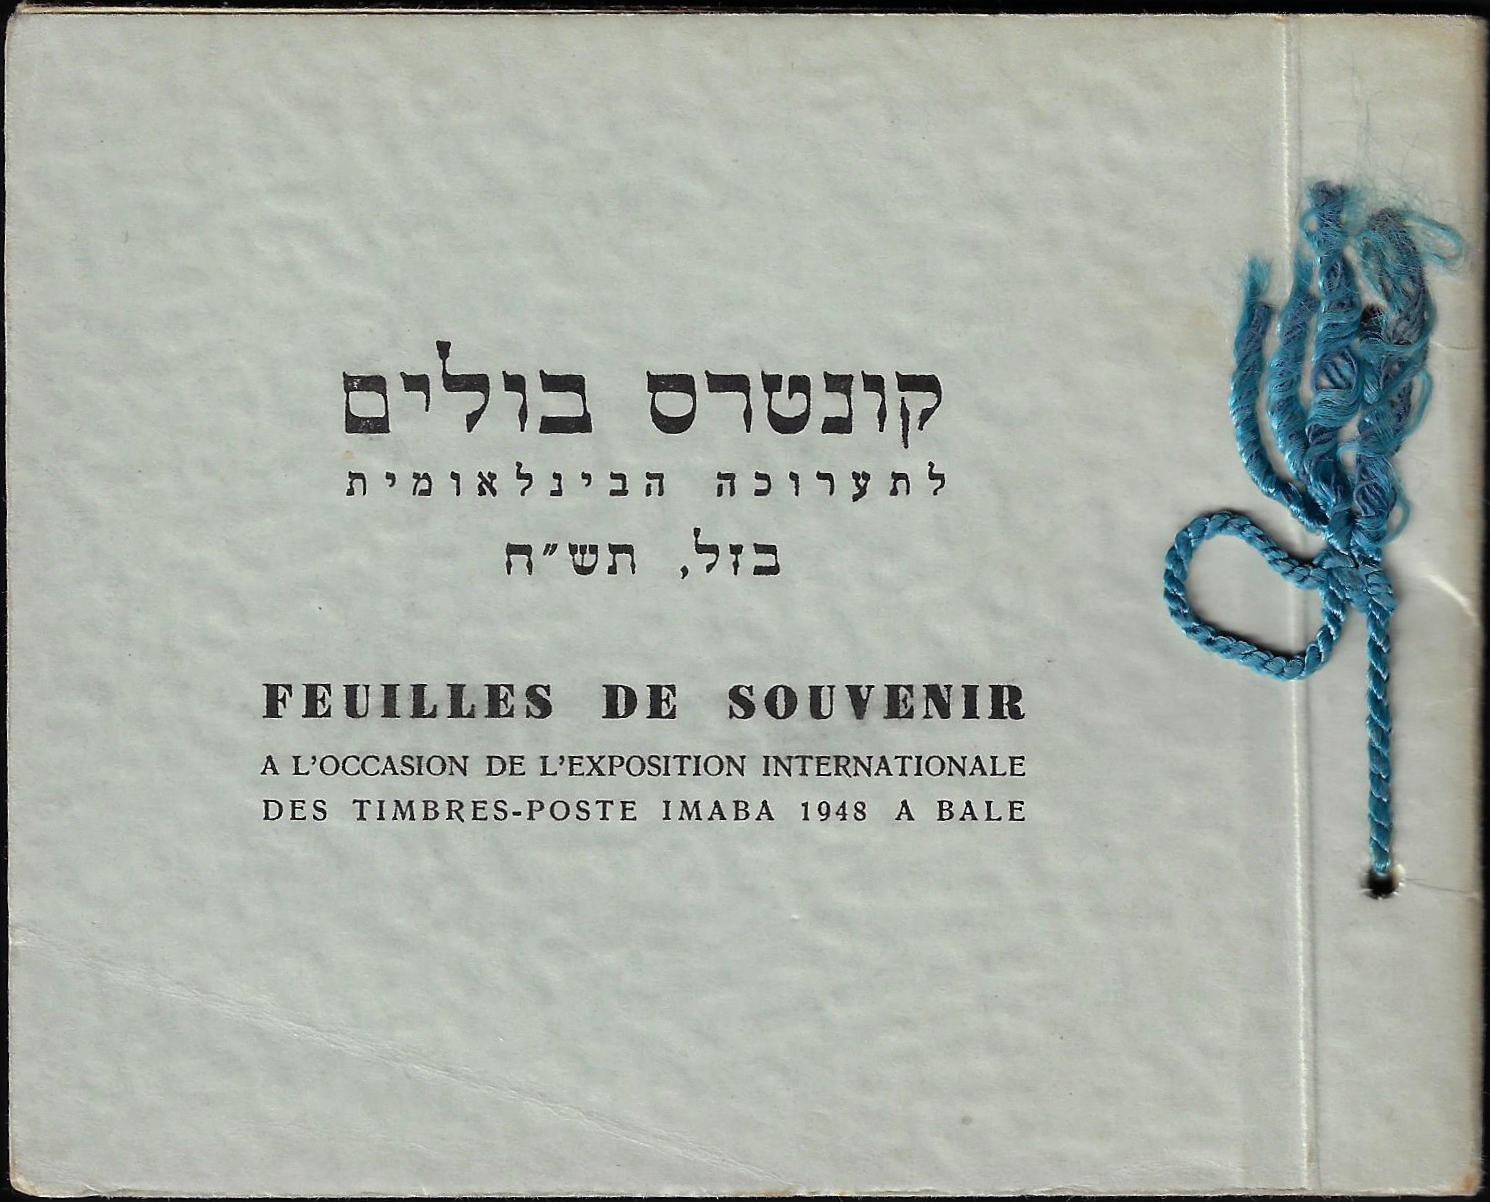 קונטרס בולים
לתערוכה הבינלאומית
בזל, תש״ח
FEUILLES DE SOUVENIR
A L'OCCASION DE L'EXPOSITION INTERNATIONALE
DES TIMBRES-POSTE IMABA 1948 A BALE